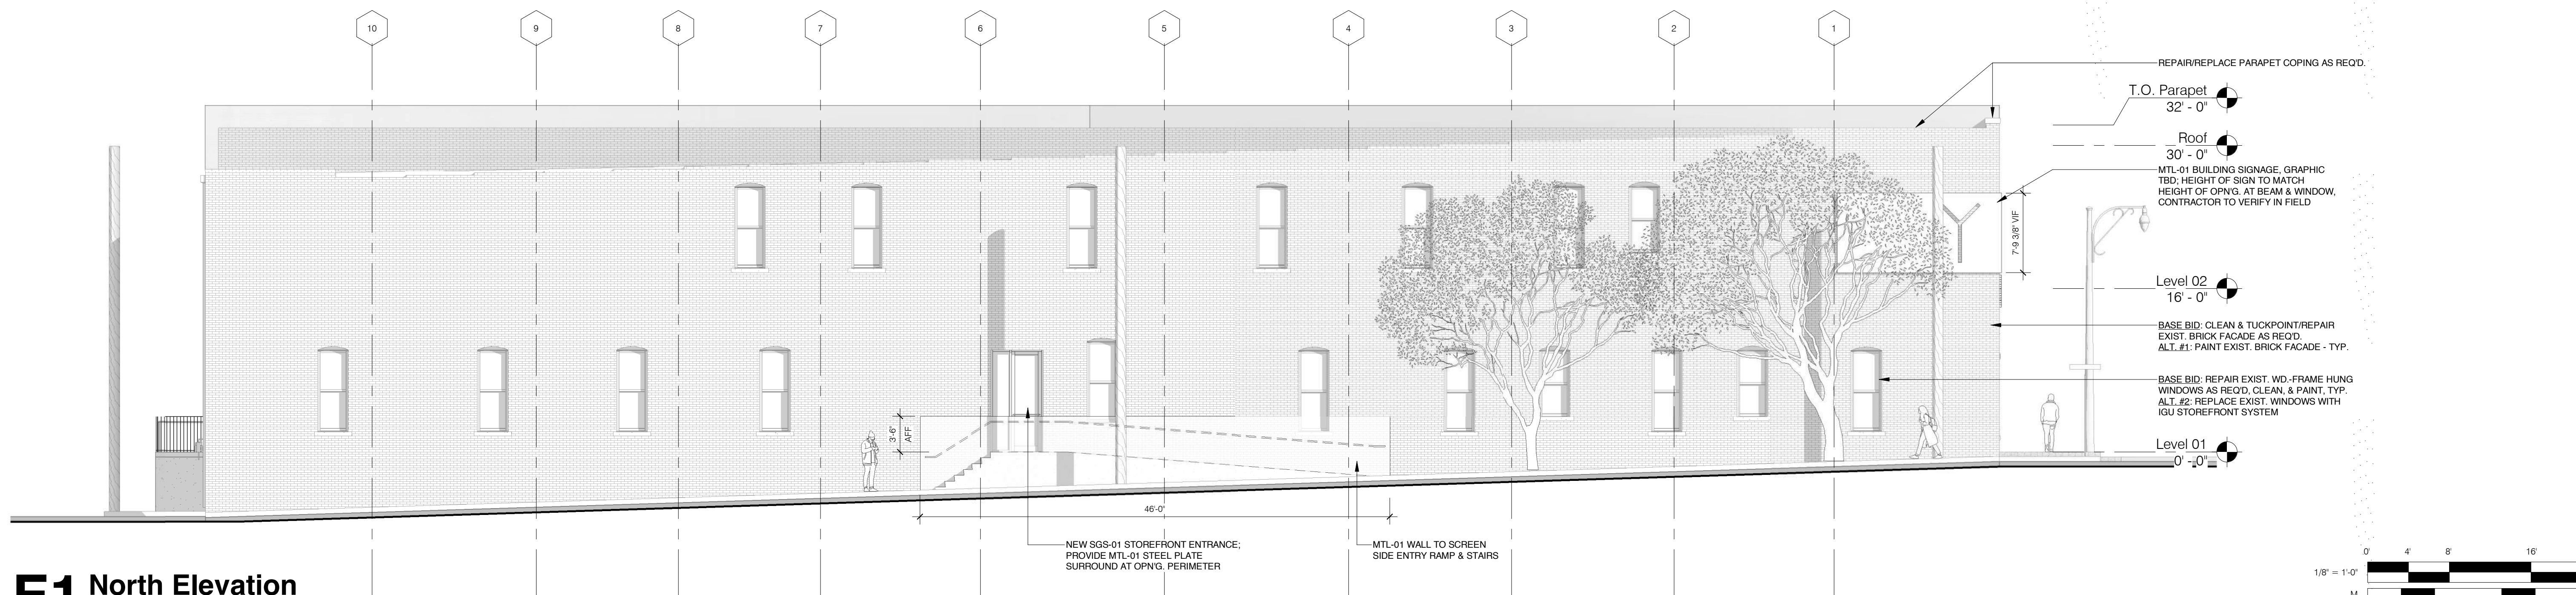 10 9 8 7 6 5 4 3 2 1
REPAIR/REPLACE PARAPET COPING AS REQ'D.
T.O. Parapet
32' - 0"
Roof
30' - 0"
MTL-01 BUILDING SIGNAGE, GRAPHIC
TBD; HEIGHT OF SIGN TO MATCH
HEIGHT OF OPN'G. AT BEAM & WINDOW,
CONTRACTOR TO VERIFY IN FIELD
7'-9 3/8" VIF
Level 02
16' - 0"
BASE BID: CLEAN & TUCKPOINT/REPAIR
EXIST. BRICK FACADE AS REQ'D.
ALT. #1: PAINT EXIST. BRICK FACADE - TYP.
BASE BID: REPAIR EXIST. WD.-FRAME HUNG
WINDOWS AS REQ'D, CLEAN, & PAINT, TYP.
ALT. #2: REPLACE EXIST. WINDOWS WITH
IGU STOREFRONT SYSTEM
3'-6"
AFF
Level 01
0' - 0"
46'-0"
NEW SGS-01 STOREFRONT ENTRANCE;
PROVIDE MTL-01 STEEL PLATE
SURROUND AT OPN'G. PERIMETER
MTL-01 WALL TO SCREEN
SIDE ENTRY RAMP & STAIRS
0' 4' 8' 16'
1/8" = 1'-0"
M
North Elevation